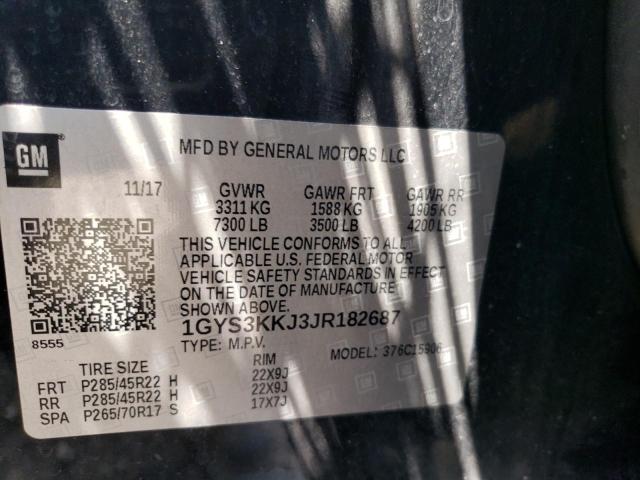 GM
MFD BY GENERAL MOTORS LLC
11/17 GVWR GAWR FRT GAWR RR
3311 KG 1588 KG 1905 KG
7300 LB 3500 LB 4200 LB
THIS VEHICLE CONFORMS TO ALL
APPLICABLE U.S. FEDERAL MOTOR
VEHICLE SAFETY STANDARDS IN EFFECT
ON THE DATE OF MANUFACTURE
SHOWN ABOVE.
1GYS3KKJ3JR182687
8555 TYPE: M.P.V. MODEL: 376C15906
TIRE SIZE RIM
FRT P285/45R22 H 22X9J
RR P285/45R22 H 22X9J
SPA P265/70R17 S 17X7J